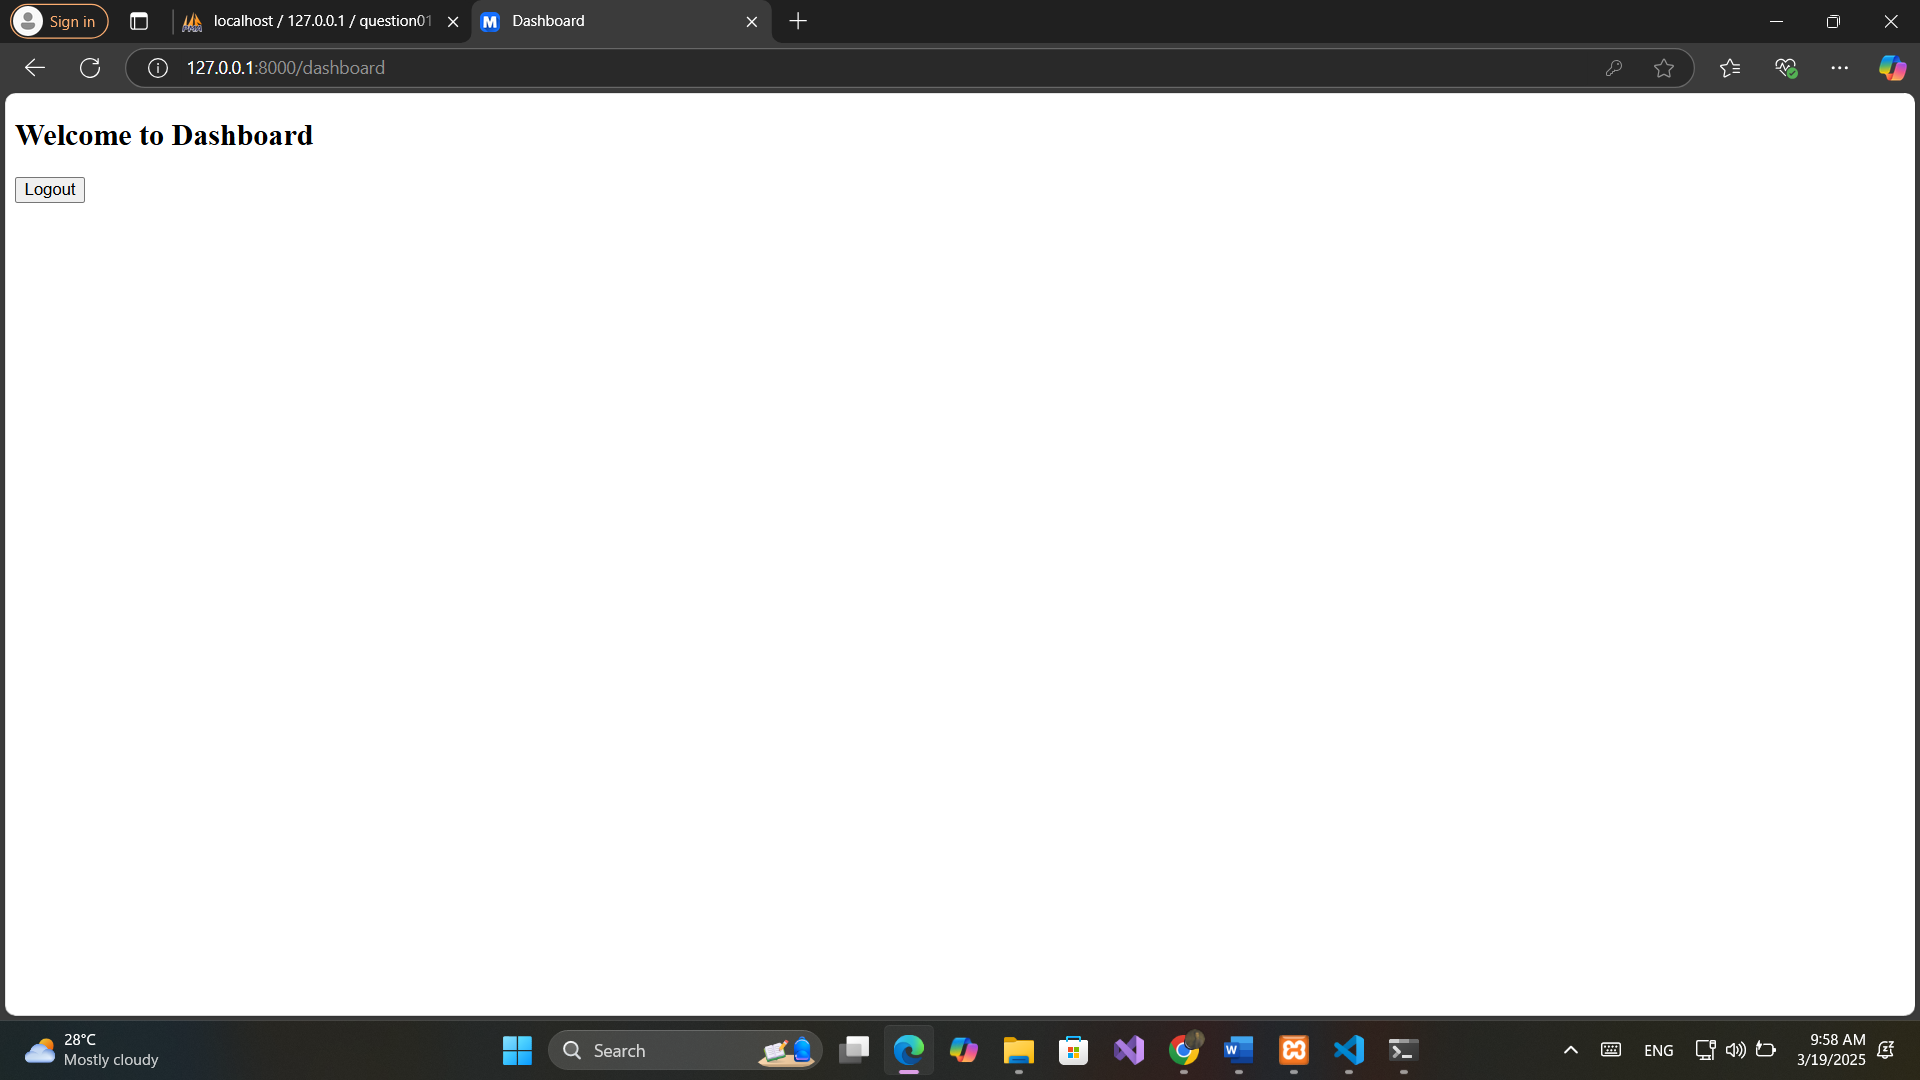 Sign in
localhost / 127.0.0.1 / question01
Dashboard
127.0.0.1:8000/dashboard
Welcome to Dashboard
Logout
28°C
Mostly cloudy
Search
ENG
9:58 AM
3/19/2025